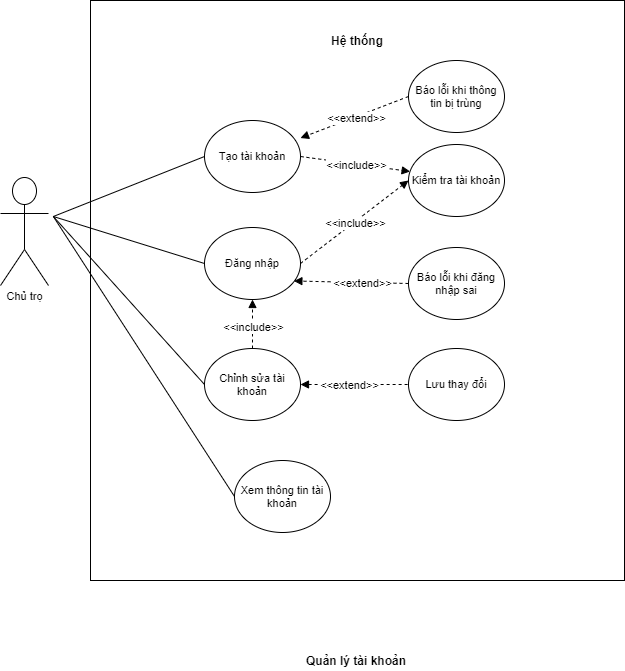 Hệ thống
Báo lỗi khi thông
tin bị trùng
<<extend>>
Tạo tài khoản
<<include>>
Kiểm tra tài khoản
<<include>>
Đăng nhập
Báo lỗi khi đăng
nhập sai
<<extend>>
Chủ trọ
<<include>>
Chỉnh sửa tài
khoản
<<extend>>
Lưu thay đổi
Xem thông tin tài
khoản
Quản lý tài khoản